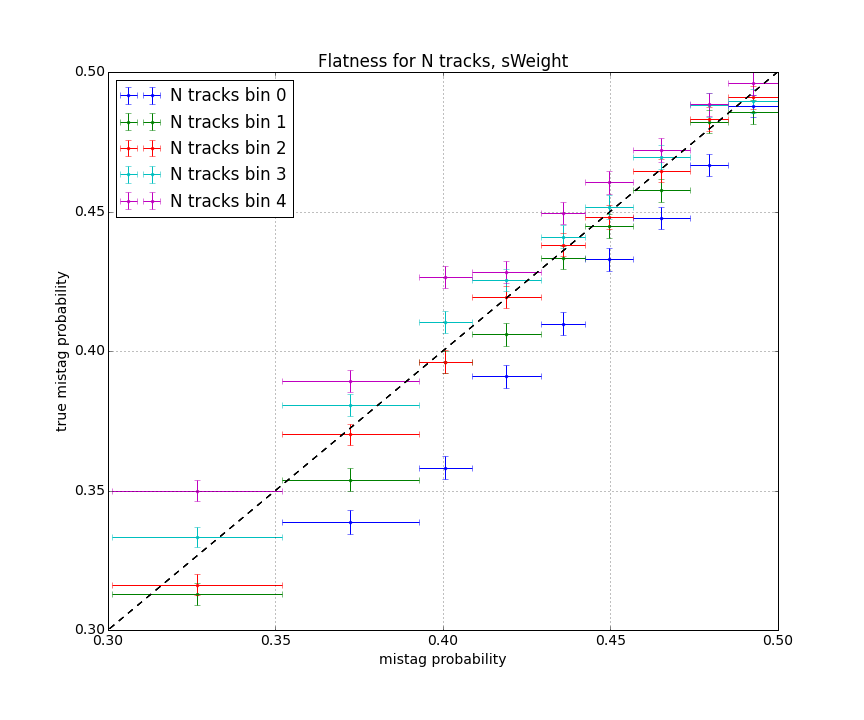 Flatness for N tracks, sWeight
0.50
N tracks bin 0
N tracks bin 1
N tracks bin 2
N tracks bin 3
N tracks bin 4
0.45
true mistag probability
0.40
0.35
0.30
0.30 0.35 0.40 0.45 0.50
mistag probability